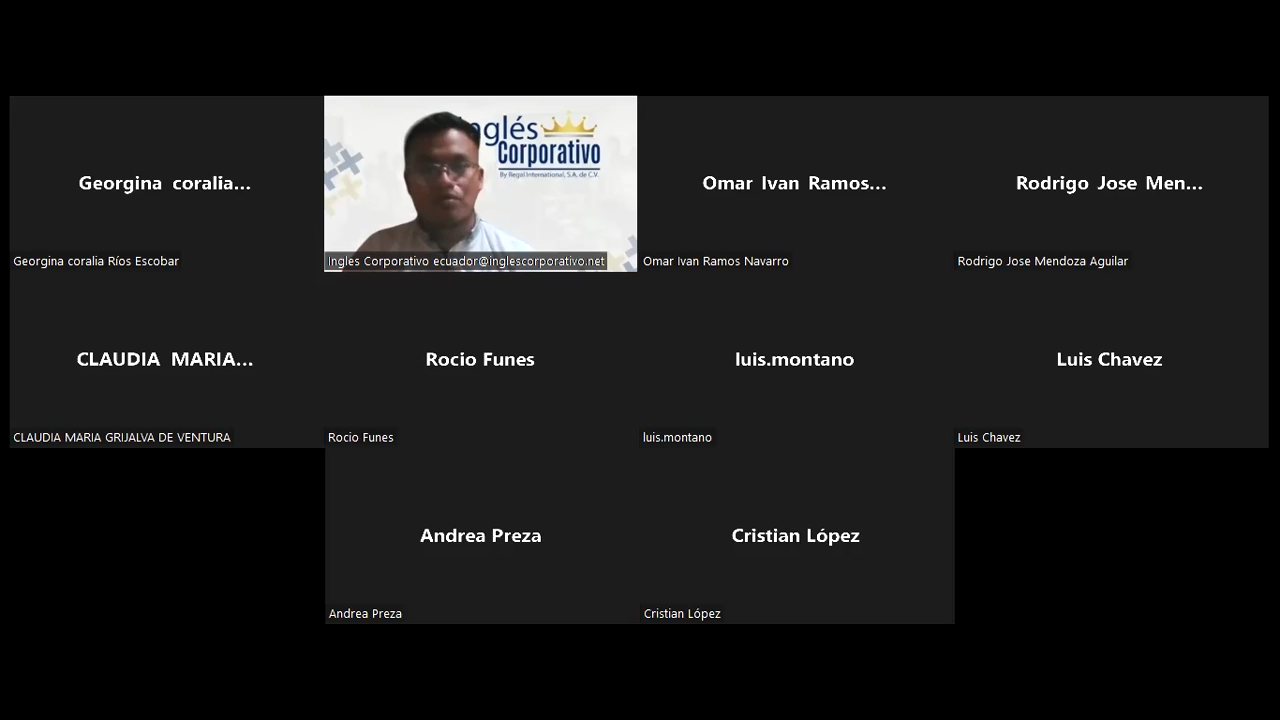 Georgina coralia...
Georgina coralia Ríos Escobar
nglés
Corporativo
By Regal International, S.A. de C.V.
Ingles Corporativo ecuador@inglescorporativo.net
Omar Ivan Ramos...
Omar Ivan Ramos Navarro
Rodrigo Jose Men...
Rodrigo Jose Mendoza Aguilar
CLAUDIA MARIA...
CLAUDIA MARIA GRIJALVA DE VENTURA
Rocio Funes
Rocio Funes
luis.montano
luis.montano
Luis Chavez
Luis Chavez
Andrea Preza
Andrea Preza
Cristian López
Cristian López